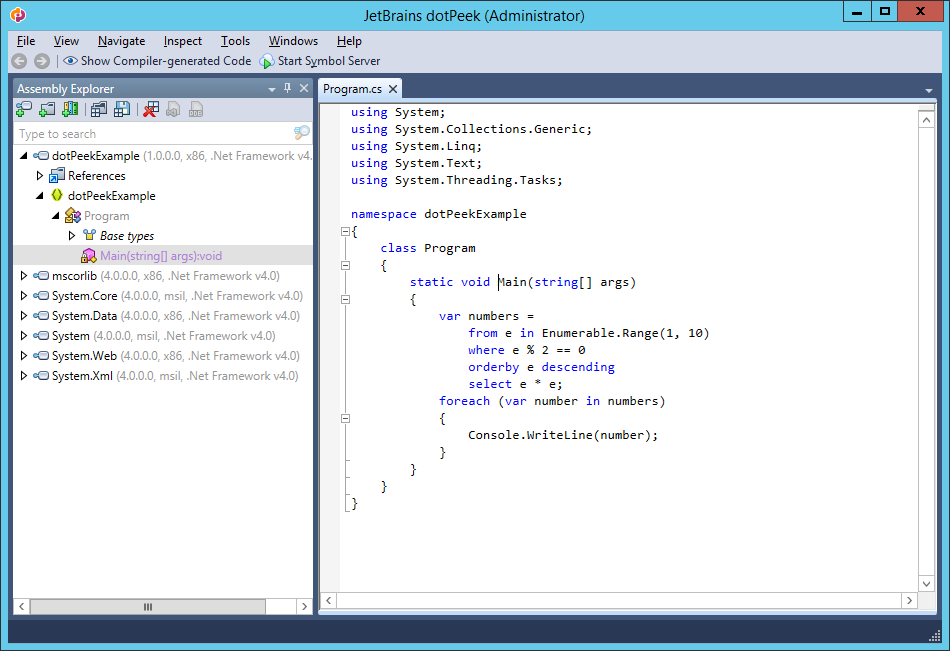 JetBrains dotPeek (Administrator)
File View Navigate Inspect Tools Windows Help
Show Compiler-generated Code Start Symbol Server
Assembly Explorer
Type to search
dotPeekExample (1.0.0.0, x86, .Net Framework v4.
References
dotPeekExample
Program
Base types
Main(string[] args):void
mscorlib (4.0.0.0, x86, .Net Framework v4.0)
System.Core (4.0.0.0, msil, .Net Framework v4.0)
System.Data (4.0.0.0, x86, .Net Framework v4.0)
System (4.0.0.0, msil, .Net Framework v4.0)
System.Web (4.0.0.0, x86, .Net Framework v4.0)
System.Xml (4.0.0.0, msil, .Net Framework v4.0)
Program.cs
using System;
using System.Collections.Generic;
using System.Linq;
using System.Text;
using System.Threading.Tasks;
namespace dotPeekExample
{
class Program
{
static void Main(string[] args)
{
var numbers =
from e in Enumerable.Range(1, 10)
where e % 2 == 0
orderby e descending
select e * e;
foreach (var number in numbers)
{
Console.WriteLine(number);
}
}
}
}